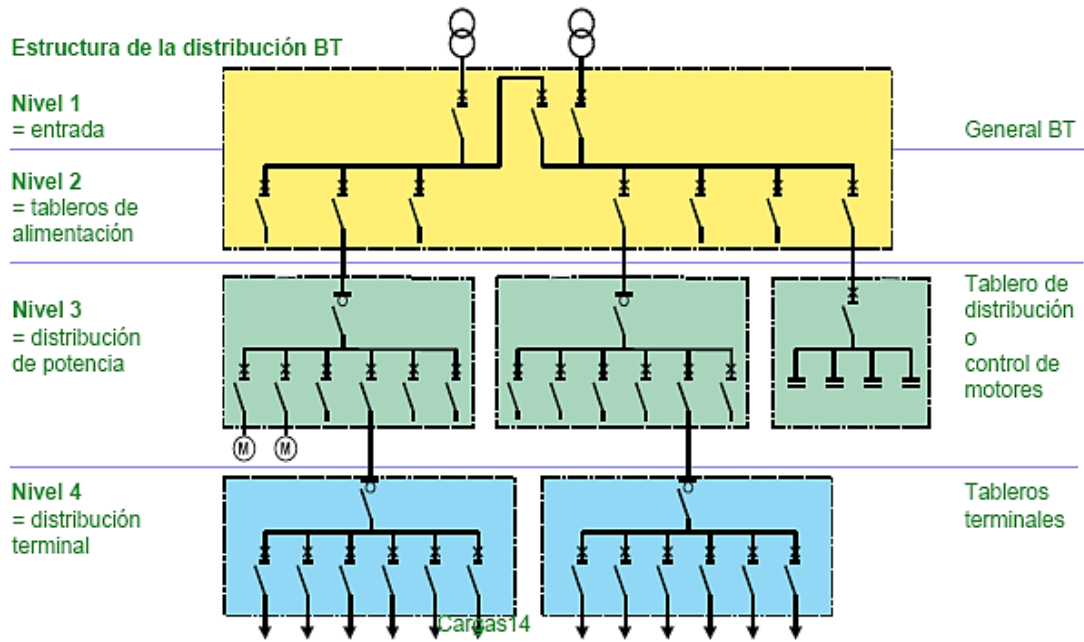 Estructura de la distribución BT
Nivel 1
= entrada
General BT
Nivel 2
= tableros de
alimentación
Nivel 3
= distribución
de potencia
Tablero de
distribución
o
control de
motores
M
M
Nivel 4
= distribución
terminal
Tableros
terminales
Cargas14